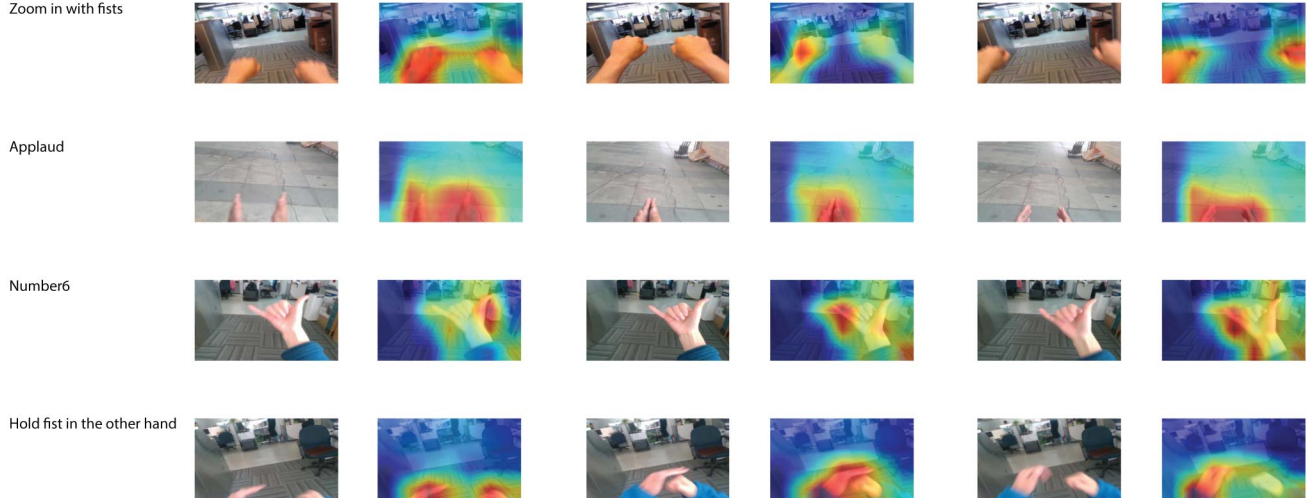 Zoom in with fists
Applaud
Number6
Hold fist in the other hand